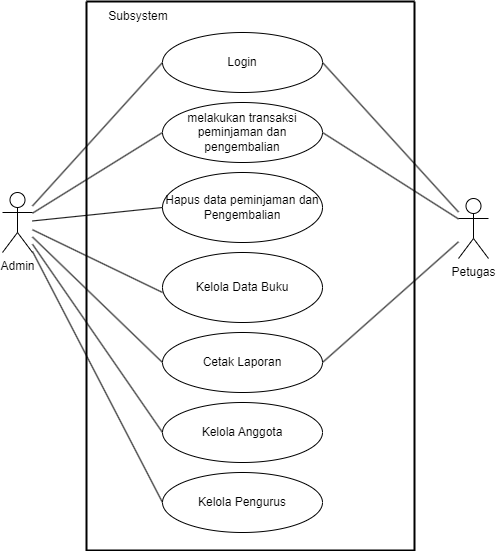 Subsystem
Login
melakukan transaksi
peminjaman dan
pengembalian
Hapus data peminjaman dan
Pengembalian
Admin
Petugas
Kelola Data Buku
Cetak Laporan
Kelola Anggota
Kelola Pengurus